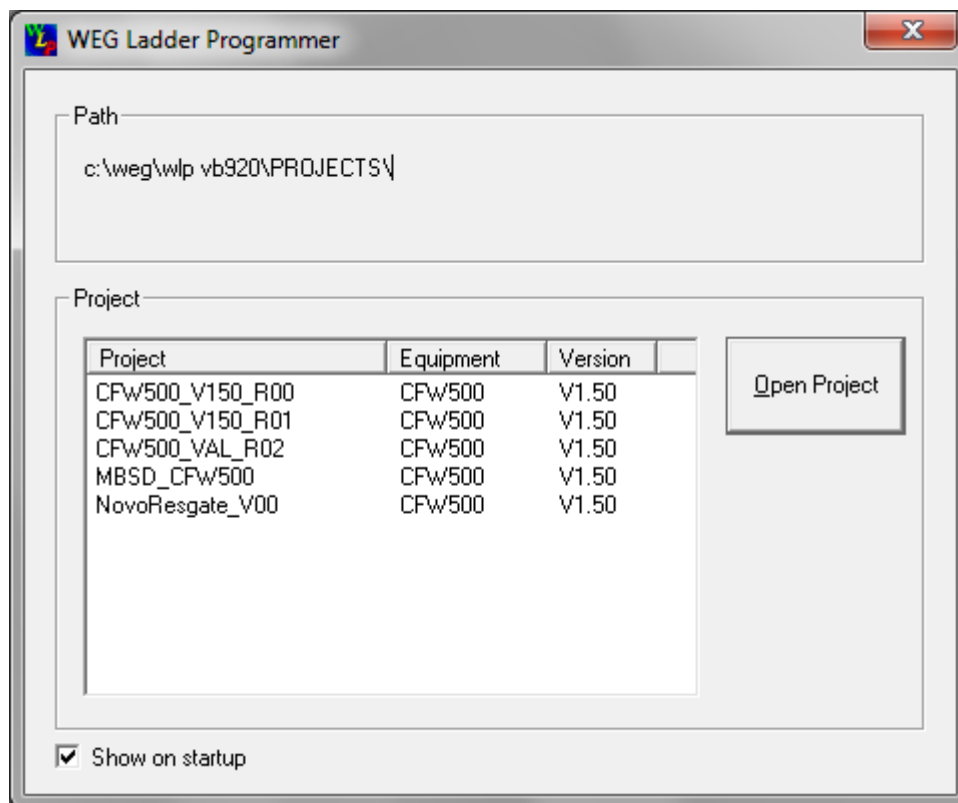 WEG Ladder Programmer
Path
c:\weg\wlp vb920\PROJECTS\
Project
Project Equipment Version
CFW500_V150_R00 CFW500 V1.50
CFW500_V150_R01 CFW500 V1.50
CFW500_VAL_R02 CFW500 V1.50
MBSD_CFW500 CFW500 V1.50
NovoResgate_V00 CFW500 V1.50
Open Project
Show on startup